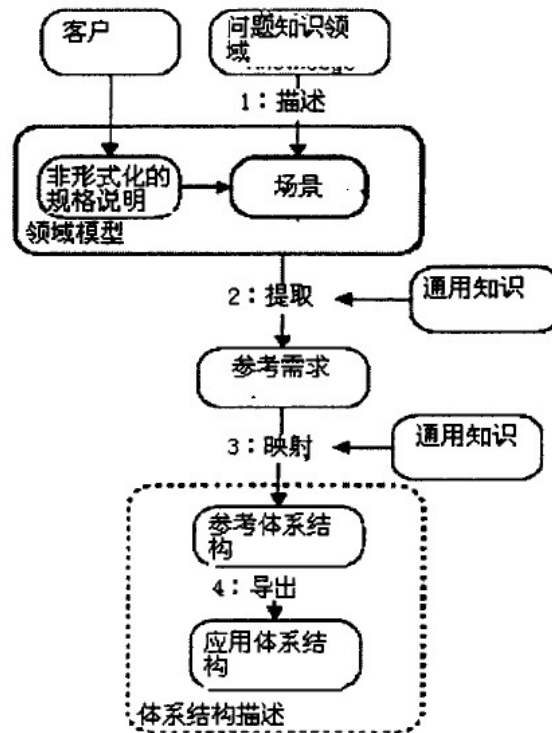 客户
问题知识领
域
1：描述
非形式化的
规格说明
场景
领域模型
2：提取
通用知识
参考需求
3：映射
通用知识
参考体系结
构
4：导出
应用体系结
构
体系结构描述